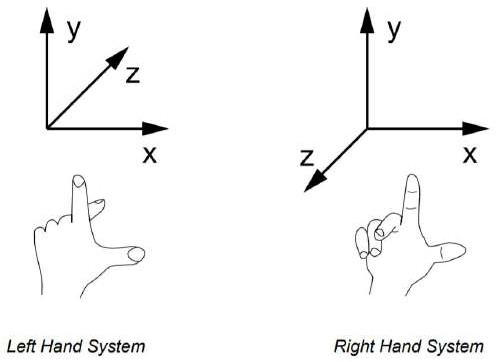 y
z
x
Left Hand System
y
x
z
Right Hand System